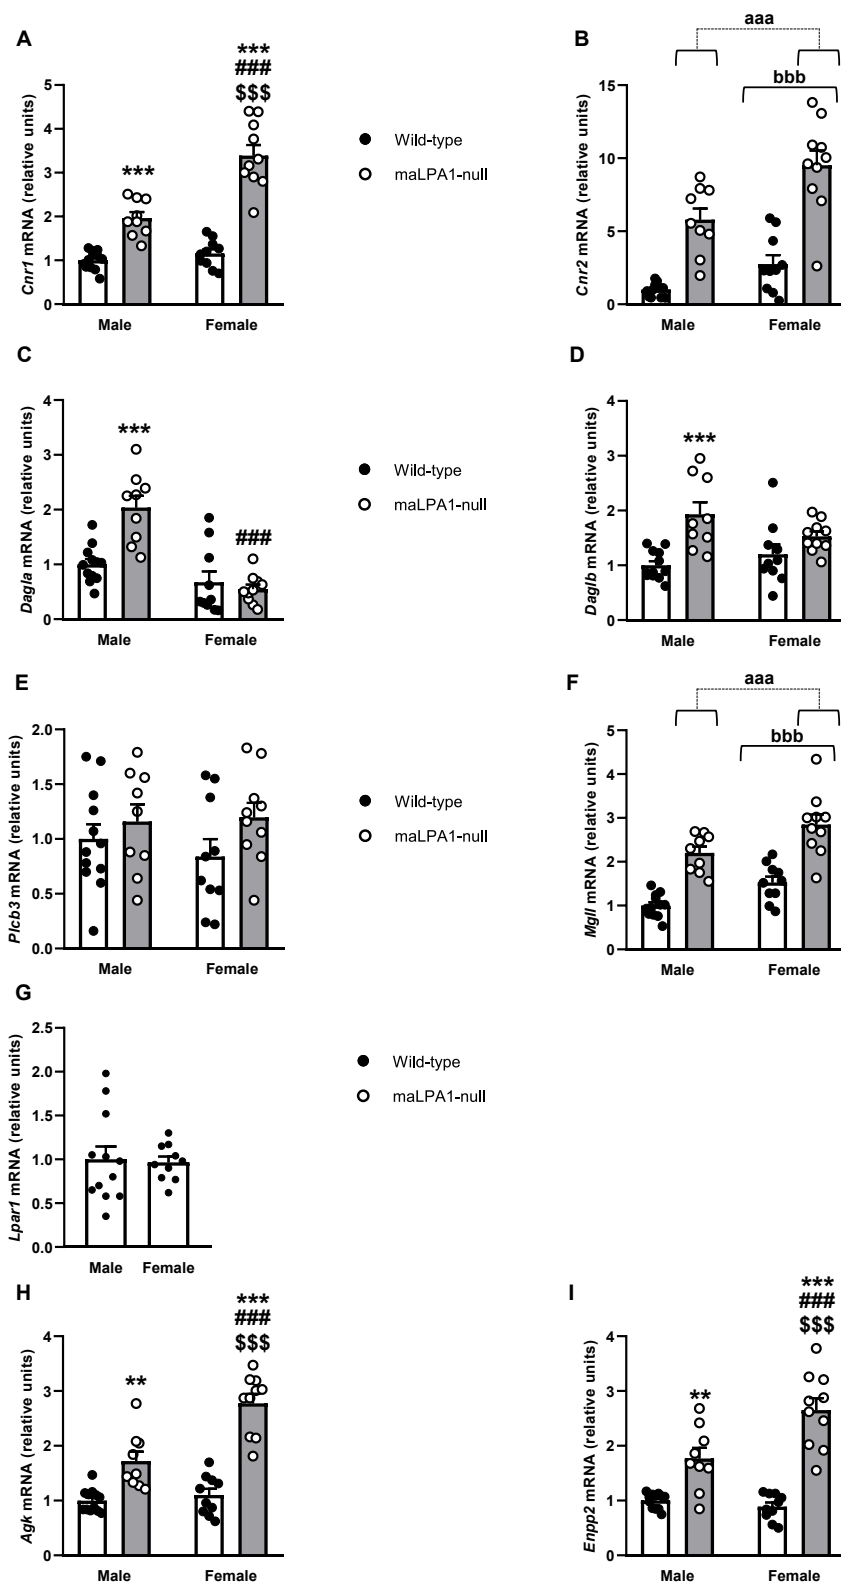 A
***
###
$$$
***
Cnr1 mRNA (relative units)
5
4
3
2
1
0
Male
Female
Wild-type
maLPA1-null
B
aaa
bbb
Cnr2 mRNA (relative units)
15
10
5
0
Male
Female
C
***
###
Dagla mRNA (relative units)
4
3
2
1
0
Male
Female
Wild-type
maLPA1-null
D
***
Daglb mRNA (relative units)
4
3
2
1
0
Male
Female
E
Plcb3 mRNA (relative units)
2.0
1.5
1.0
0.5
0.0
Male
Female
Wild-type
maLPA1-null
F
aaa
bbb
Mgll mRNA (relative units)
5
4
3
2
1
0
Male
Female
G
Lpar1 mRNA (relative units)
2.5
2.0
1.5
1.0
0.5
0.0
Male
Female
Wild-type
maLPA1-null
H
***
###
$$$
**
Agk mRNA (relative units)
4
3
2
1
0
Male
Female
I
***
###
$$$
**
Enpp2 mRNA (relative units)
4
3
2
1
0
Male
Female